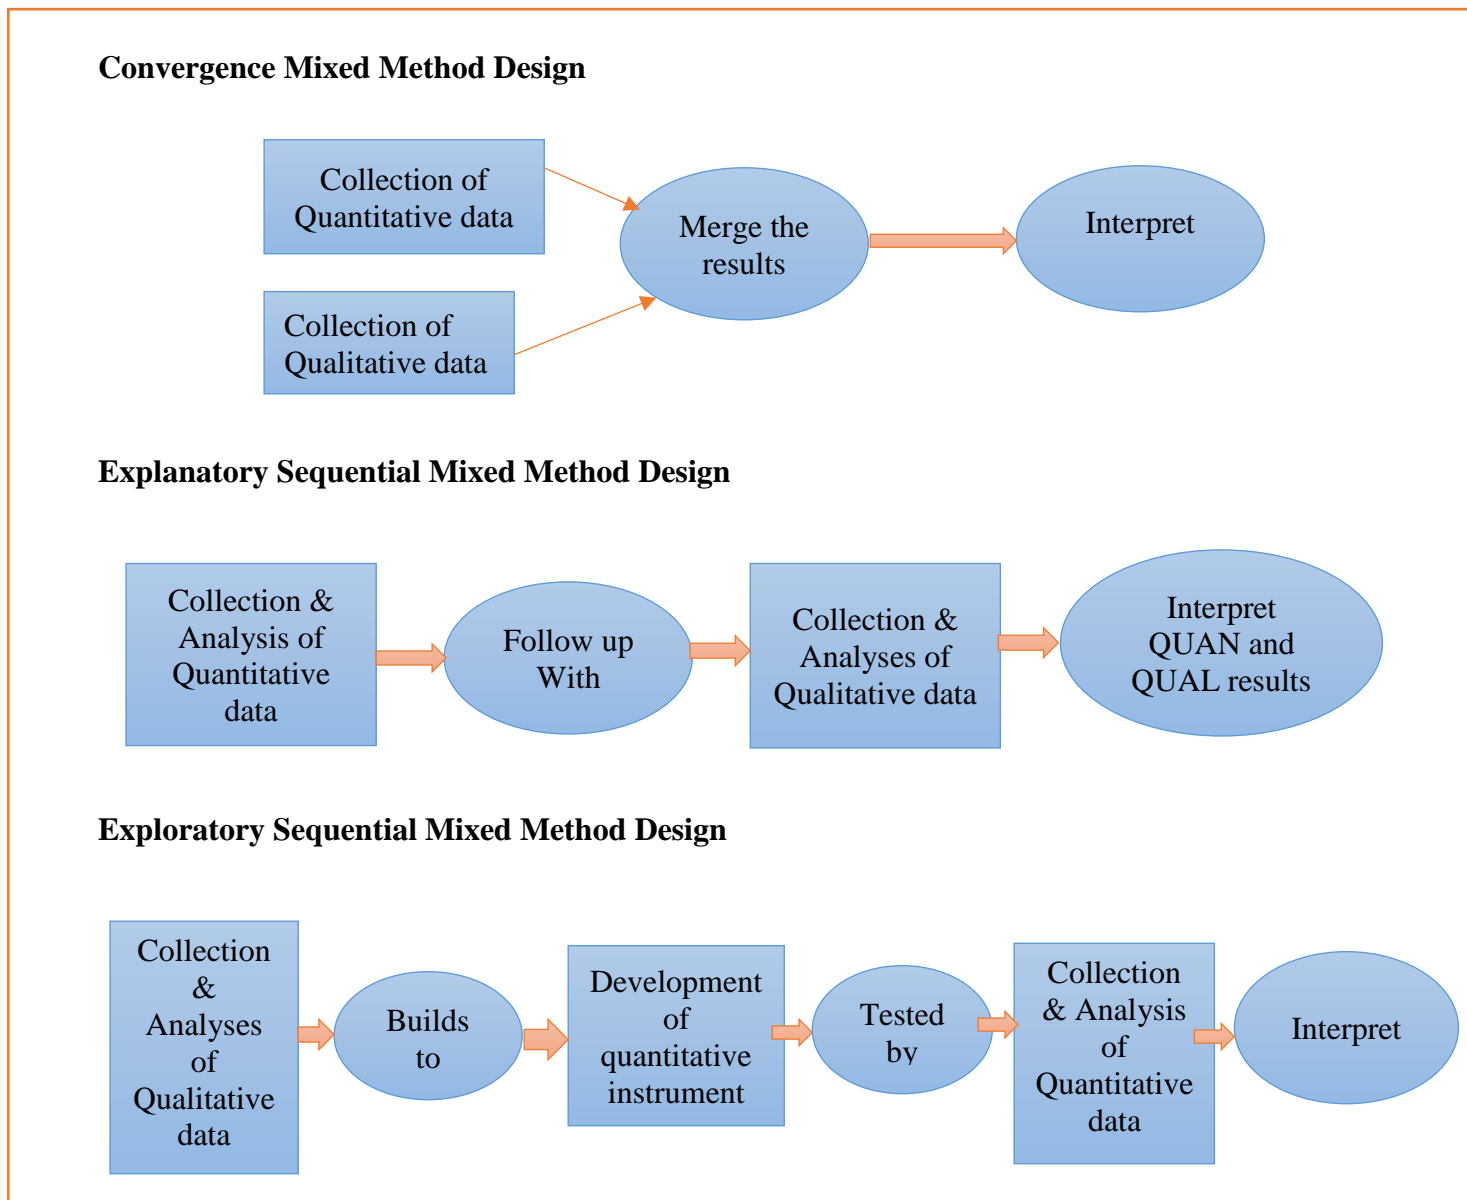 Convergence Mixed Method Design
Collection of
Quantitative data
Merge the
results
Interpret
Collection of
Qualitative data
Explanatory Sequential Mixed Method Design
Collection &
Analysis of
Quantitative
data
Follow up
With
Collection &
Analyses of
Qualitative data
Interpret
QUAN and
QUAL results
Exploratory Sequential Mixed Method Design
Collection
&
Analyses
of
Qualitative
data
Builds
to
Development
of
quantitative
instrument
Tested
by
Collection
& Analysis
of
Quantitative
data
Interpret